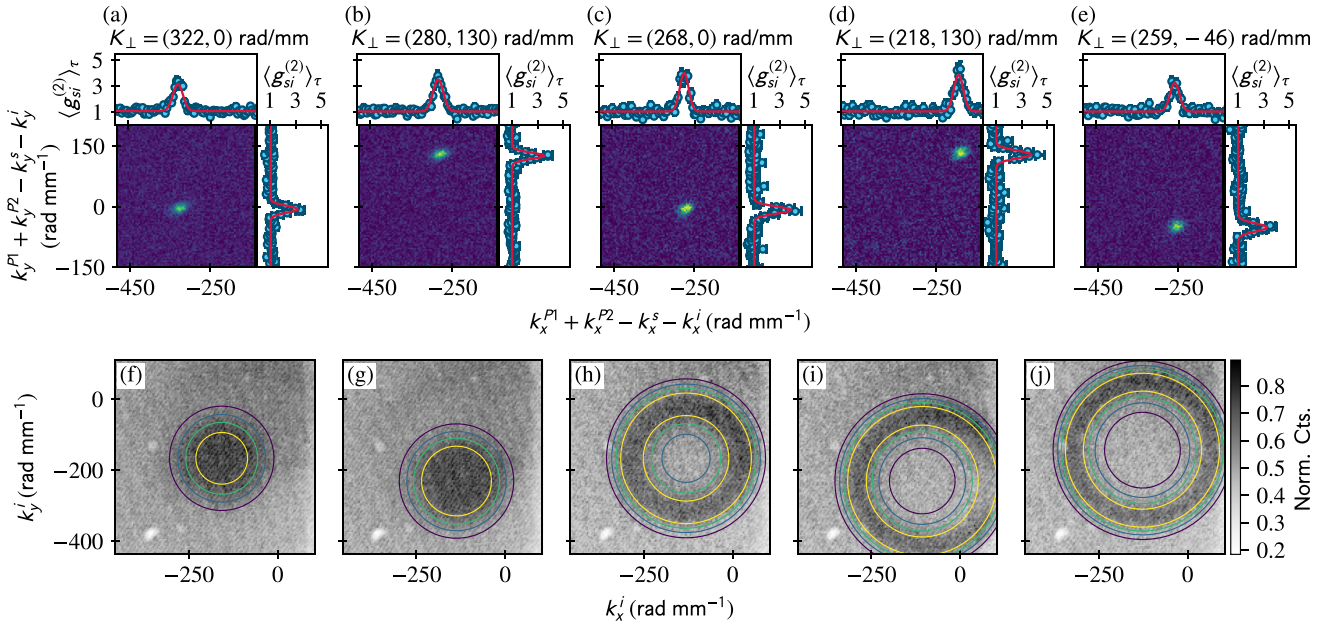 (a) (b) (c) (d) (e)
K⊥ = (322, 0) rad/mm K⊥ = (280, 130) rad/mm K⊥ = (268, 0) rad/mm K⊥ = (218, 130) rad/mm K⊥ = (259, −46) rad/mm
⟨g_si^(2)⟩_τ 5 3 1 ⟨g_si^(2)⟩_τ ⟨g_si^(2)⟩_τ ⟨g_si^(2)⟩_τ ⟨g_si^(2)⟩_τ ⟨g_si^(2)⟩_τ
1 3 5 1 3 5 1 3 5 1 3 5 1 3 5
k_y^P1 + k_y^P2 − k_y^s − k_y^i
(rad mm⁻¹)
150
0
−150
−450 −250 −450 −250 −450 −250 −450 −250 −450 −250
k_x^P1 + k_x^P2 − k_x^s − k_x^i (rad mm⁻¹)
(f) (g) (h) (i) (j)
k_y^i (rad mm⁻¹)
0
−200
−400
−250 0 −250 0 −250 0 −250 0 −250 0
k_x^i (rad mm⁻¹)
0.8
0.7
0.6
0.5
0.4
0.3
0.2
Norm. Cts.